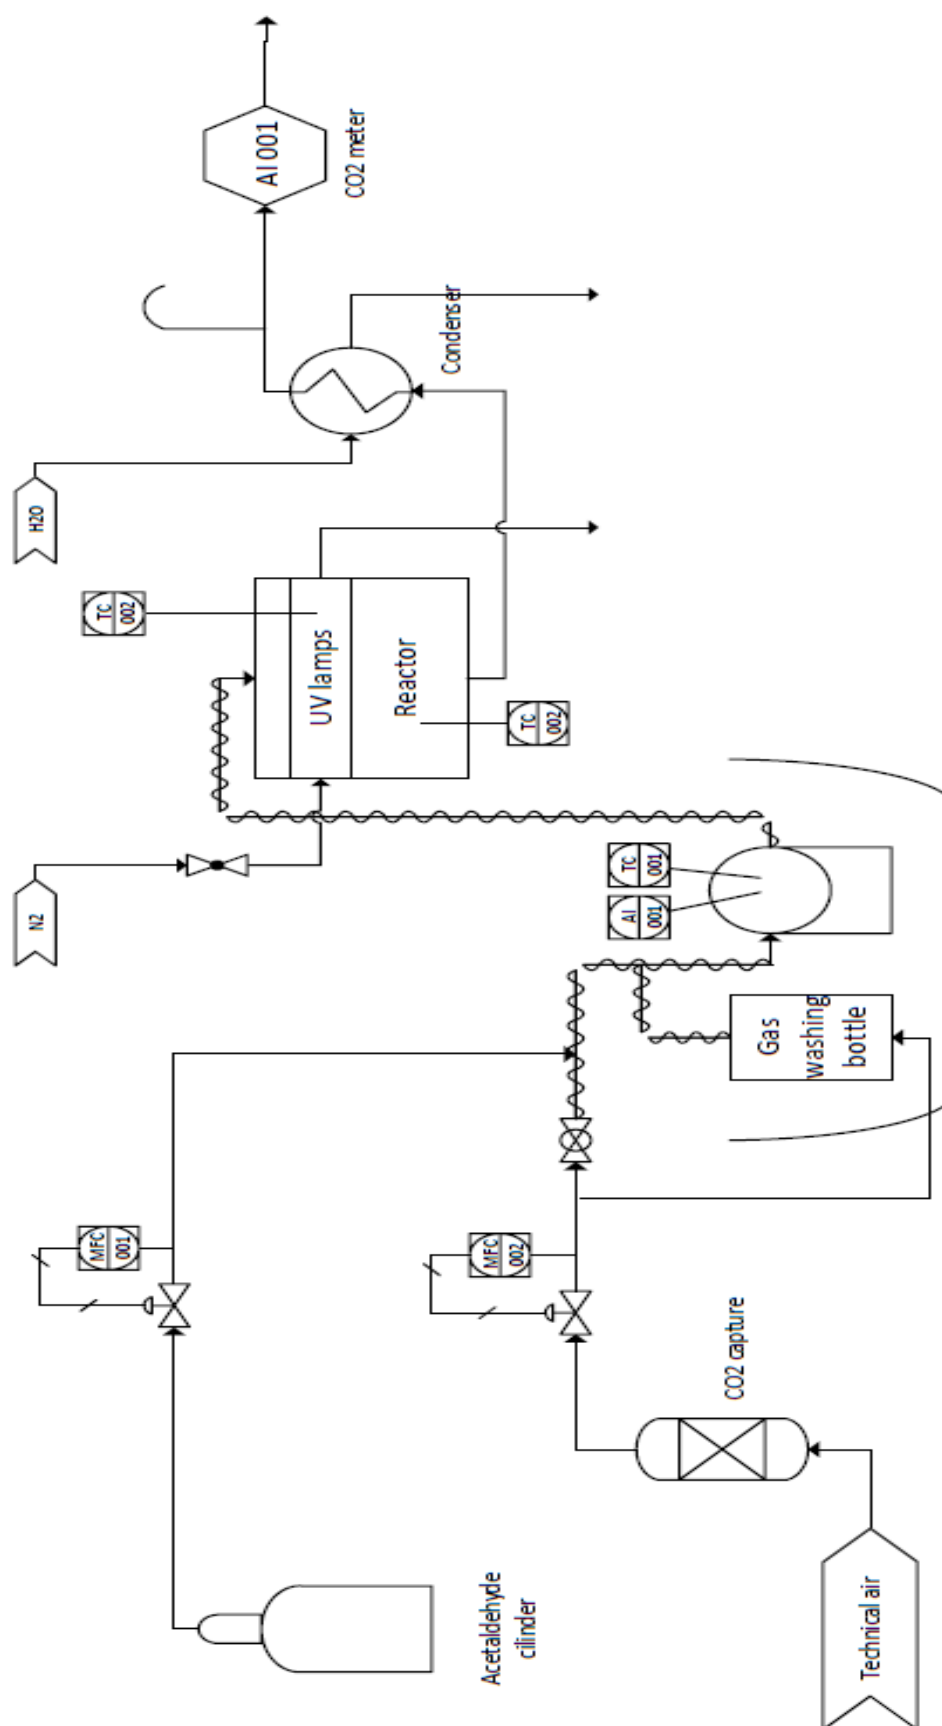 H2O
AI 001
CO2 meter
N2
TC
002
UV lamps
Reactor
TC
002
Condenser
MFC
001
MFC
002
AI
001
TC
001
Gas
washing
bottle
Acetaldehyde
cilinder
CO2 capture
Technical air